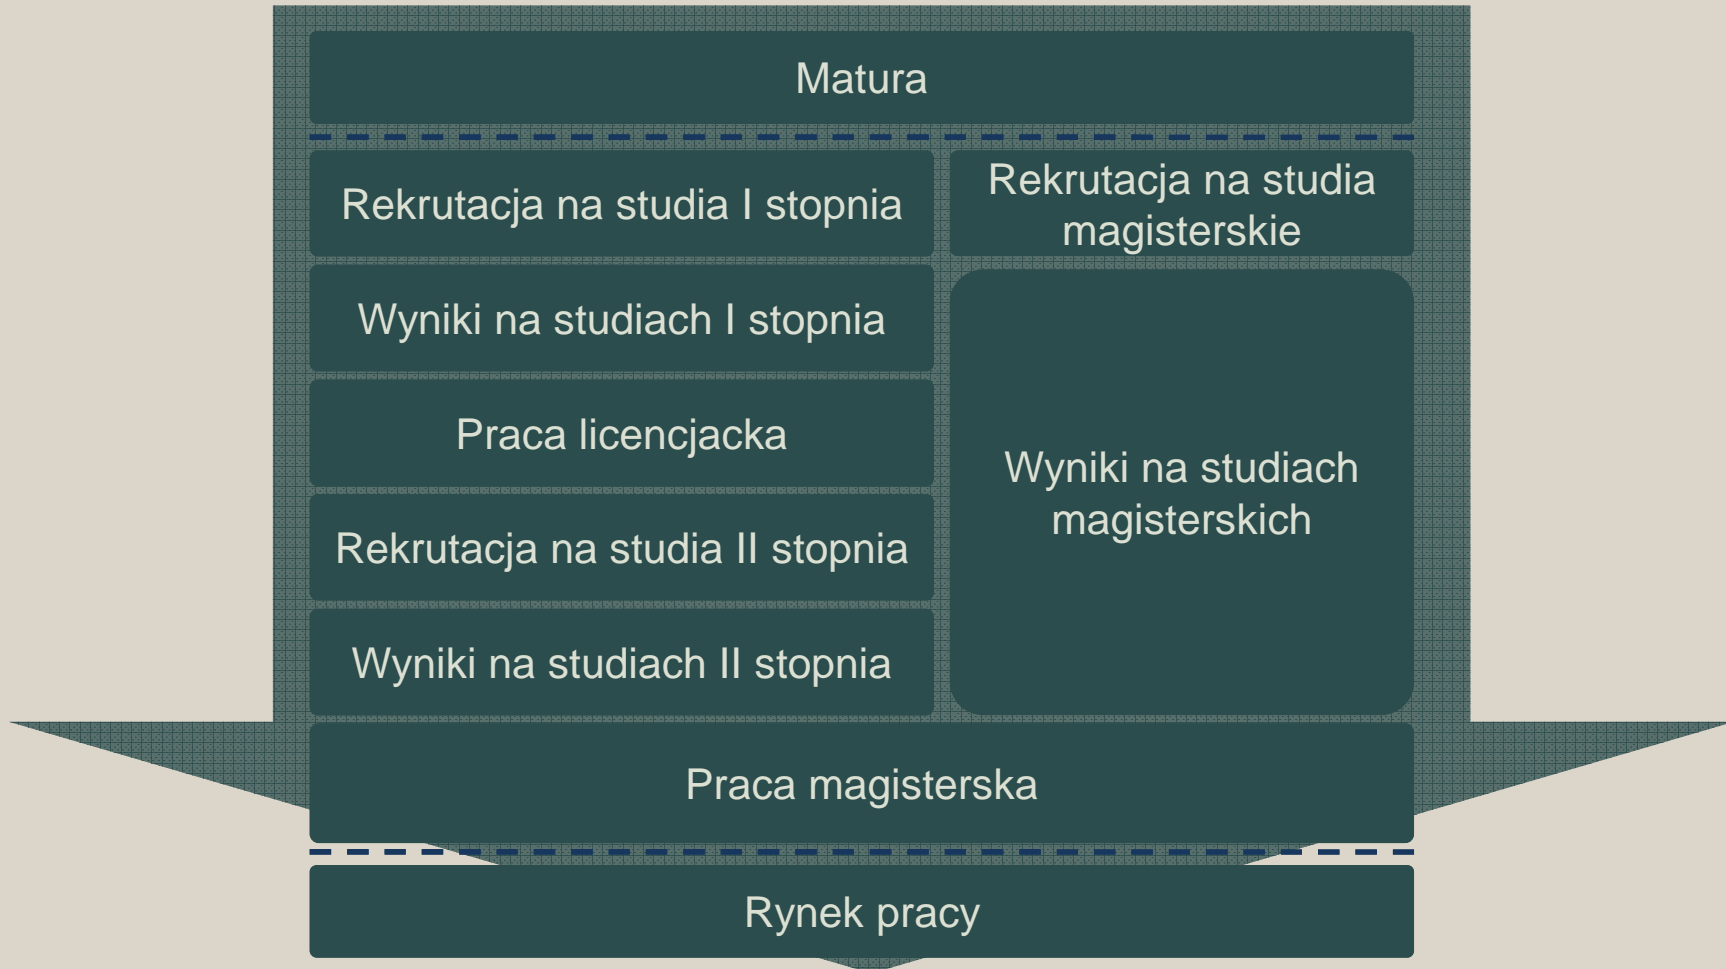 Matura
Rekrutacja na studia I stopnia
Rekrutacja na studia
magisterskie
Wyniki na studiach I stopnia
Praca licencjacka
Wyniki na studiach
magisterskich
Rekrutacja na studia II stopnia
Wyniki na studiach II stopnia
Praca magisterska
Rynek pracy